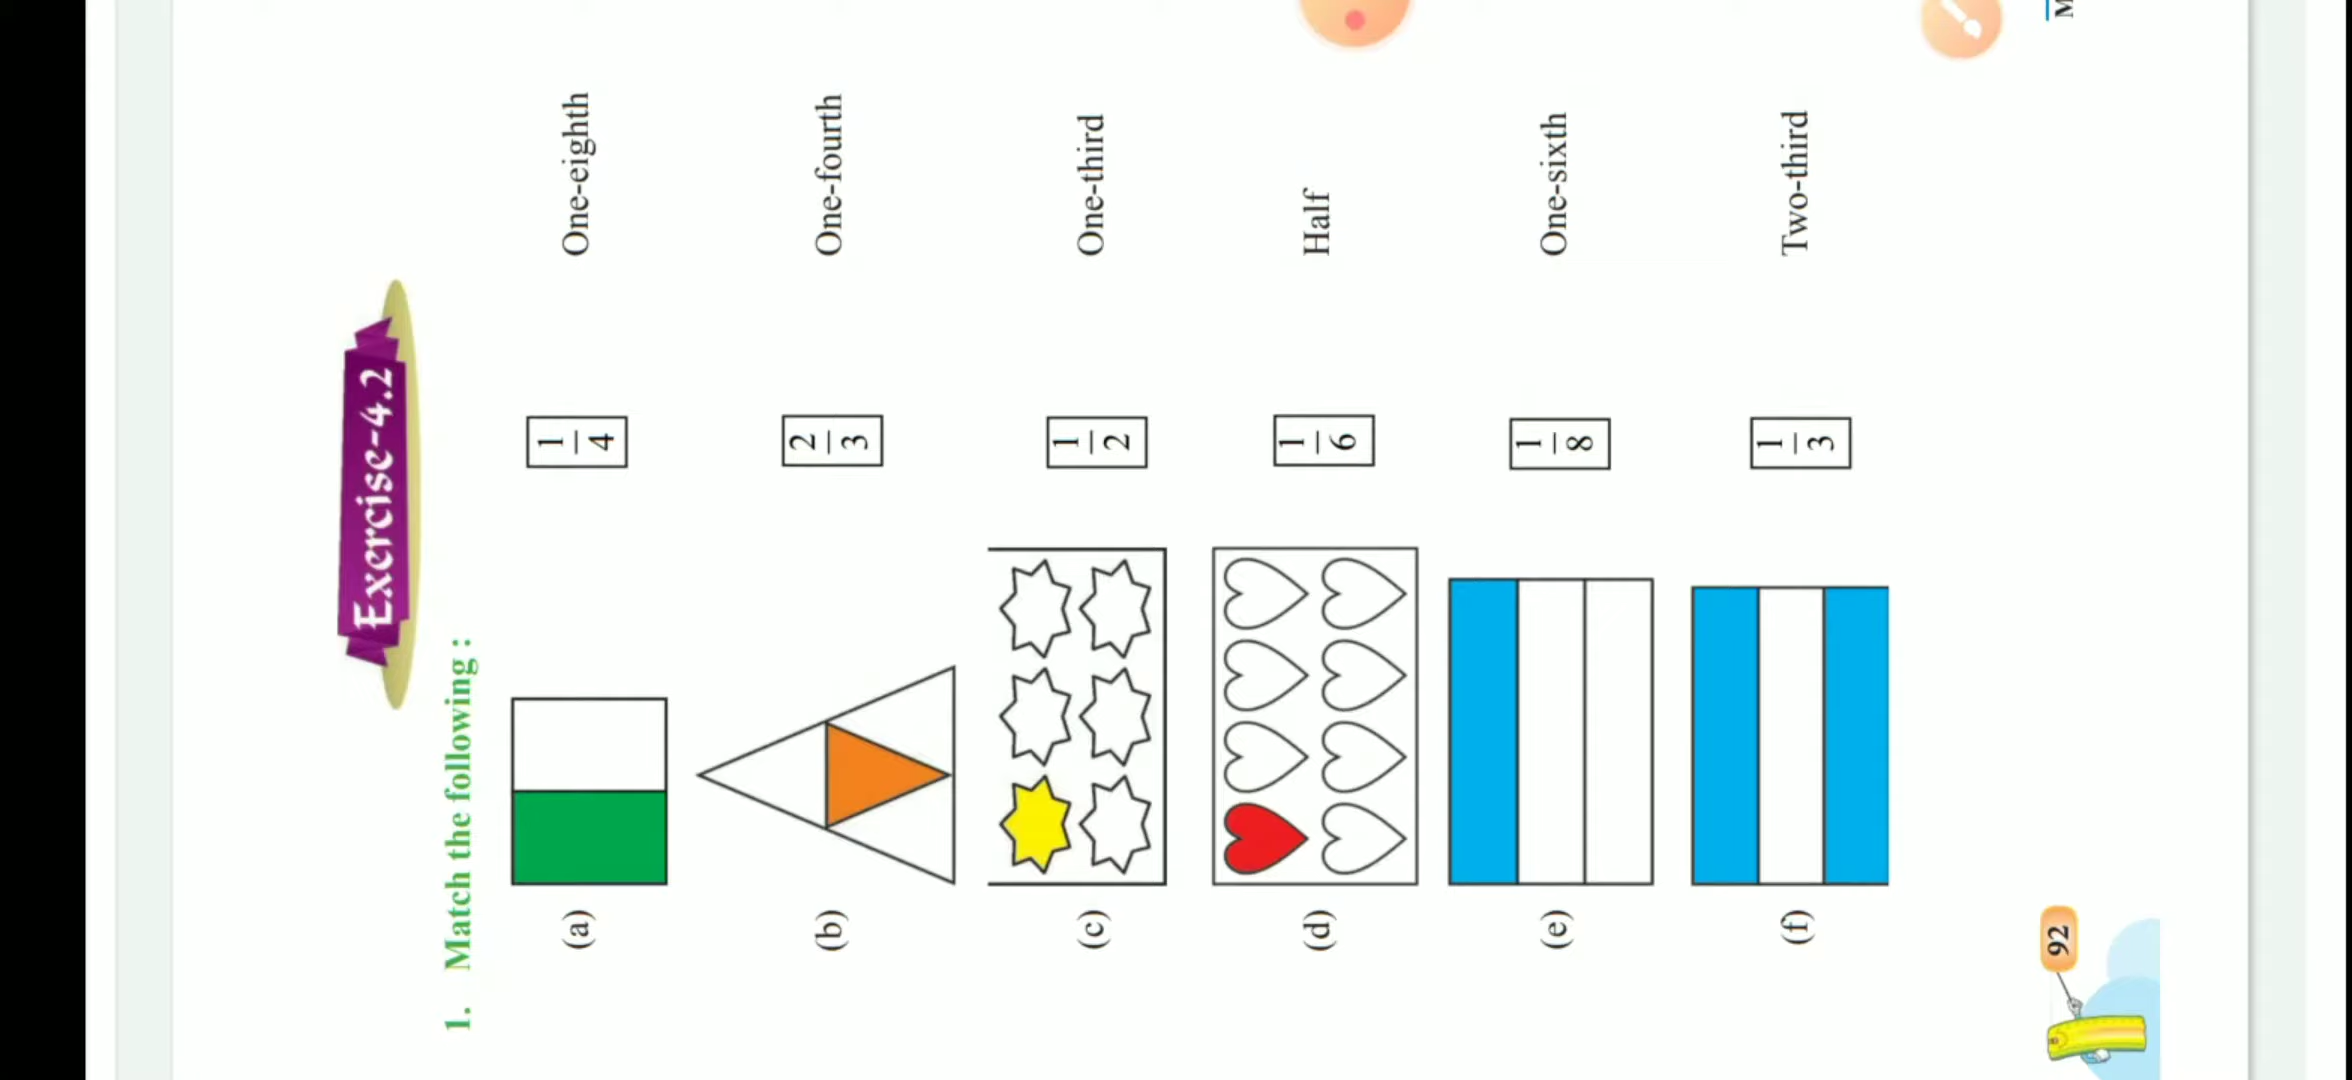 Exercise-4.2
1. Match the following :
(a) 1/4 One-eighth
(b) 2/3 One-fourth
(c) 1/2 One-third
(d) 1/6 Half
(e) 1/8 One-sixth
(f) 1/3 Two-third
92